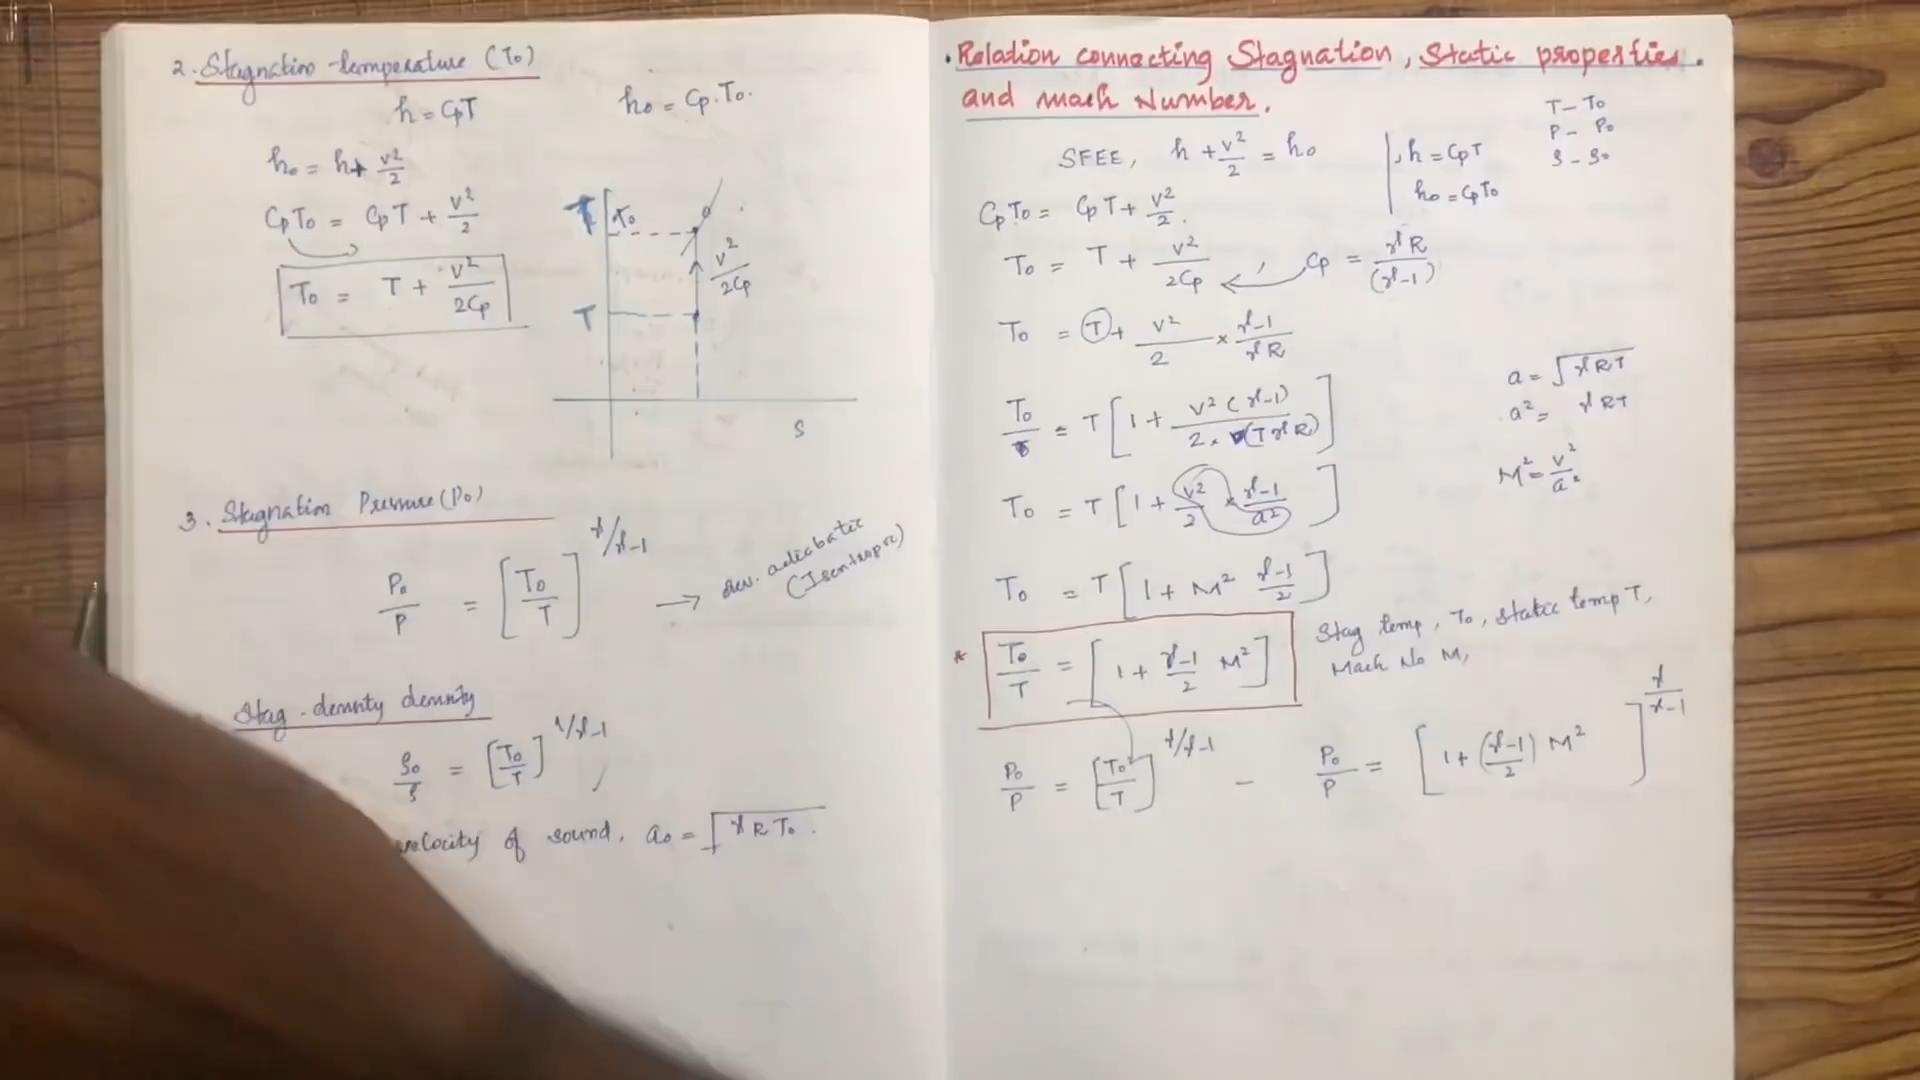 2. Stagnation temperature (T₀)
h = CpT
h₀ = Cp.T₀.
h₀ = h + v²/2
CpT₀ = CpT + v²/2
T₀ = T + v²/2Cp
T T₀
v²/2Cp
T
S
3. Stagnation Pressure (P₀)
P₀/P = [T₀/T]^γ/γ-1 → rev. adiabatic
(Isentropic)
Stag. density density
ρ₀/ρ = [T₀/T]^1/γ-1
velocity of sound, a₀ = √γRT₀.
. Relation connecting Stagnation, Static properties.
and mach Number.
T - T₀
P - P₀
ρ - ρ₀
SFEE, h + v²/2 = h₀
, h = CpT
h₀ = CpT₀
CpT₀ = CpT + v²/2.
T₀ = T + v²/2Cp , Cp = γR/(γ-1)
T₀ = T + v²/2 × γ-1/γR
a = √γRT
a² = γRT
T₀ = T [1 + v²(γ-1)/2 × (TγR)]
M² = v²/a²
T₀ = T [1 + v²/2 × γ-1/a²]
T₀ = T [1 + M² γ-1/2]
* T₀/T = [1 + γ-1/2 M²]
Stag temp, T₀, static temp T,
Mach No M,
P₀/P = [T₀/T]^γ/γ-1 - P₀/P = [1 + (γ-1/2) M²]^γ/γ-1